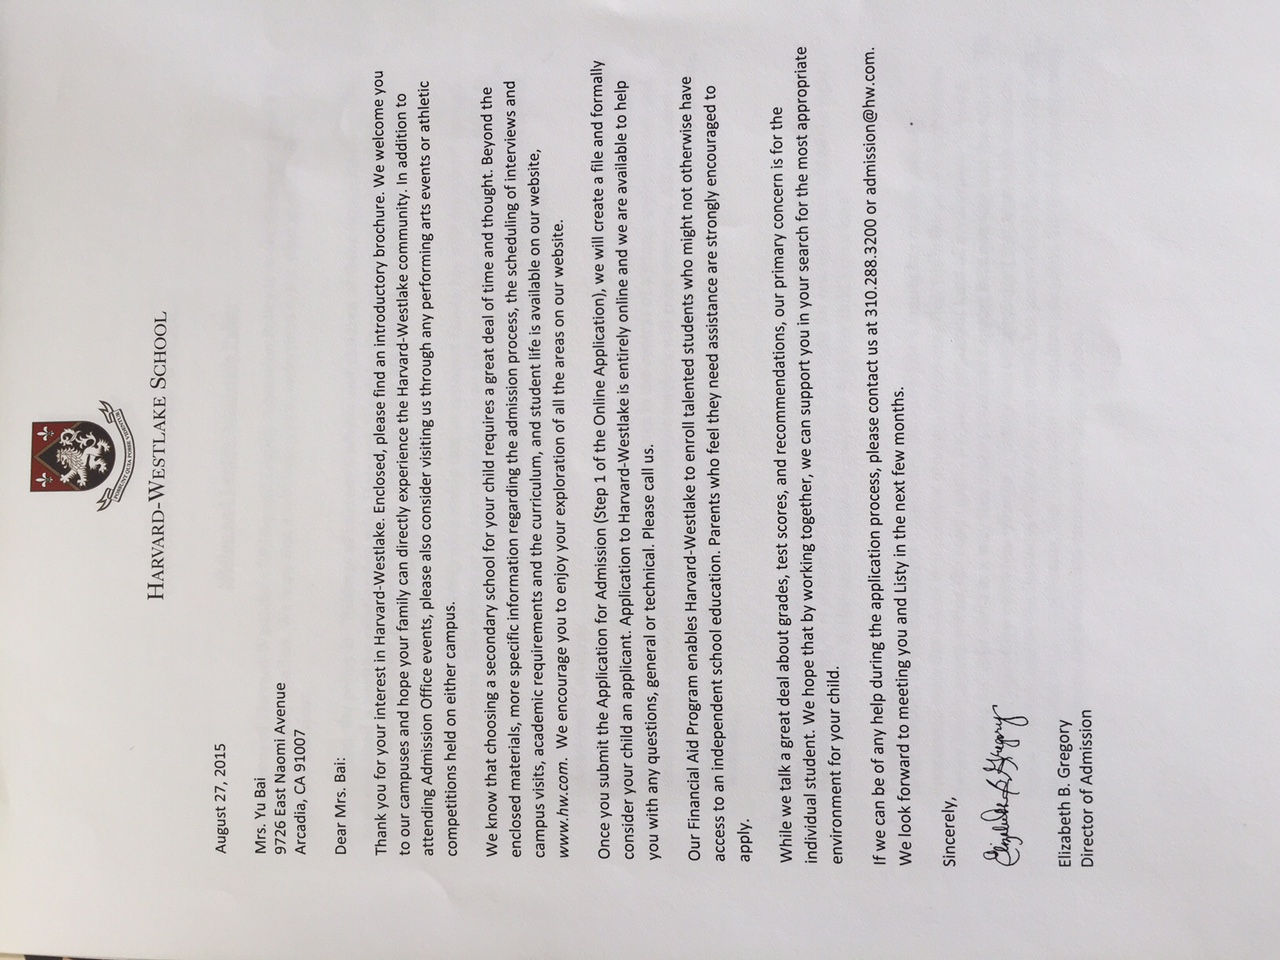 POSSUNT QUIA POSSE VIDENTUR
HARVARD-WESTLAKE SCHOOL
August 27, 2015
Mrs. Yu Bai
9726 East Naomi Avenue
Arcadia, CA 91007
Dear Mrs. Bai:
Thank you for your interest in Harvard-Westlake. Enclosed, please find an introductory brochure. We welcome you
to our campuses and hope your family can directly experience the Harvard-Westlake community. In addition to
attending Admission Office events, please also consider visiting us through any performing arts events or athletic
competitions held on either campus.
We know that choosing a secondary school for your child requires a great deal of time and thought. Beyond the
enclosed materials, more specific information regarding the admission process, the scheduling of interviews and
campus visits, academic requirements and the curriculum, and student life is available on our website,
www.hw.com. We encourage you to enjoy your exploration of all the areas on our website.
Once you submit the Application for Admission (Step 1 of the Online Application), we will create a file and formally
consider your child an applicant. Application to Harvard-Westlake is entirely online and we are available to help
you with any questions, general or technical. Please call us.
Our Financial Aid Program enables Harvard-Westlake to enroll talented students who might not otherwise have
access to an independent school education. Parents who feel they need assistance are strongly encouraged to
apply.
While we talk a great deal about grades, test scores, and recommendations, our primary concern is for the
individual student. We hope that by working together, we can support you in your search for the most appropriate
environment for your child.
If we can be of any help during the application process, please contact us at 310.288.3200 or admission@hw.com.
We look forward to meeting you and Listy in the next few months.
Sincerely,
Elizabeth B Gregory
Elizabeth B. Gregory
Director of Admission